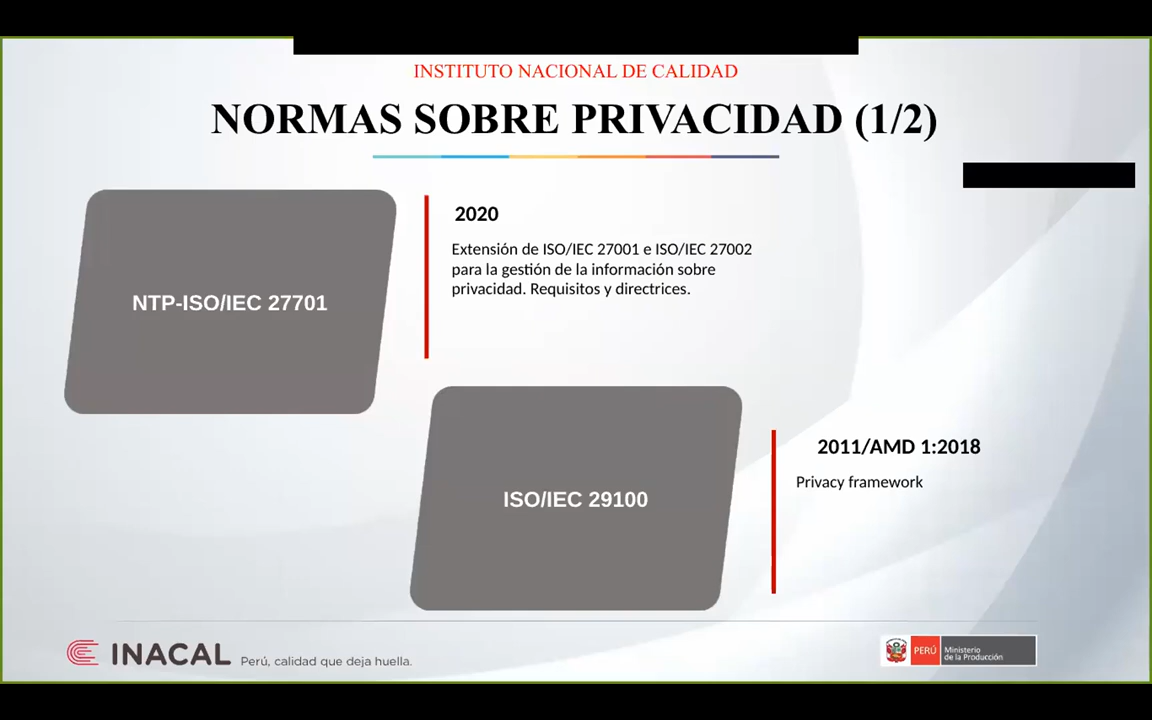 INSTITUTO NACIONAL DE CALIDAD
NORMAS SOBRE PRIVACIDAD (1/2)
NTP-ISO/IEC 27701
2020
Extensión de ISO/IEC 27001 e ISO/IEC 27002
para la gestión de la información sobre
privacidad. Requisitos y directrices.
ISO/IEC 29100
2011/AMD 1:2018
Privacy framework
INACAL Perú, calidad que deja huella.
PERÚ
Ministerio
de la Producción